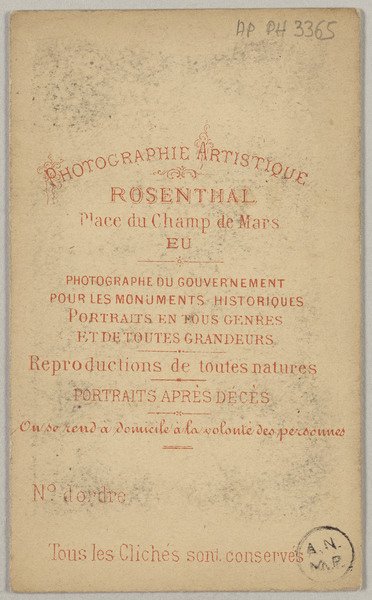 AP PH 3365
PHOTOGRAPHIE ARTISTIQUE
ROSENTHAL
Place du Champ de Mars
EU
PHOTOGRAPHE DU GOUVERNEMENT
POUR LES MONUMENTS HISTORIQUES
PORTRAITS EN TOUS GENRES
ET DE TOUTES GRANDEURS
Reproductions de toutes natures
PORTRAITS APRÈS DÉCÈS
On se rend à domicile à la volonté des personnes
No. d'ordre
Tous les Clichés sont conservés
A.N.
M.P.